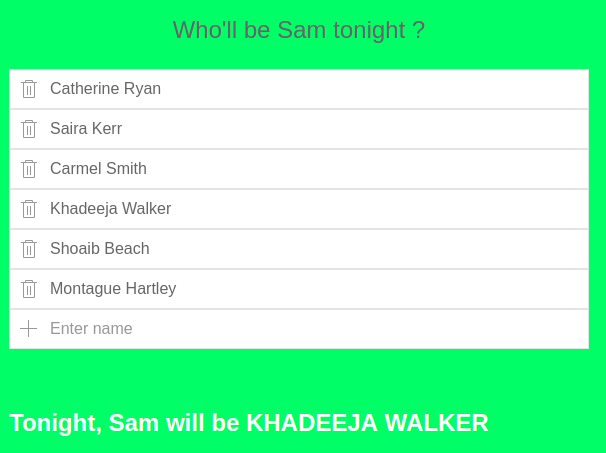 Who'll be Sam tonight ?
Catherine Ryan
Saira Kerr
Carmel Smith
Khadeeja Walker
Shoaib Beach
Montague Hartley
Enter name
Tonight, Sam will be KHADEEJA WALKER